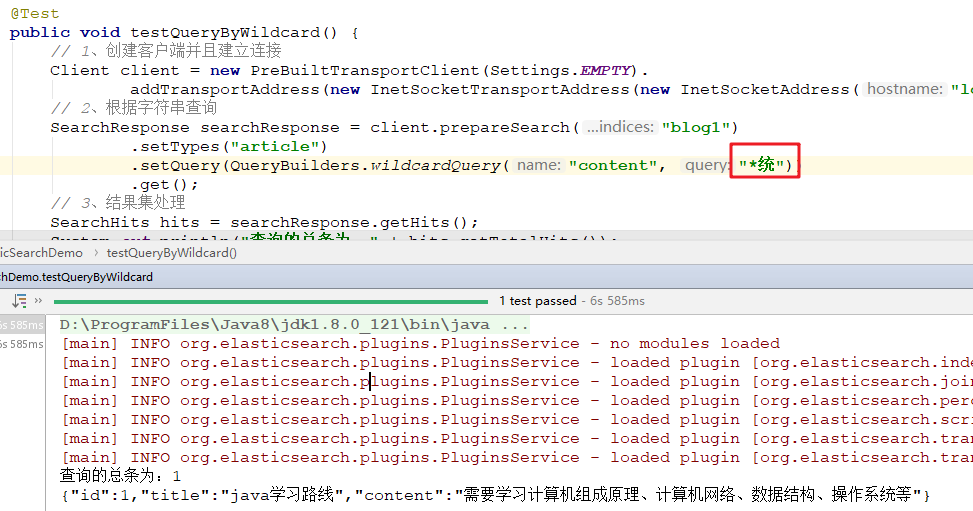 @Test
public void testQueryByWildcard() {
// 1、创建客户端并且建立连接
Client client = new PreBuiltTransportClient(Settings.EMPTY).
addTransportAddress(new InetSocketTransportAddress(new InetSocketAddress( hostname: "lo
// 2、根据字符串查询
SearchResponse searchResponse = client.prepareSearch( ...indices: "blog1")
.setTypes("article")
.setQuery(QueryBuilders.wildcardQuery( name: "content", query: "*统")
.get();
// 3、结果集处理
SearchHits hits = searchResponse.getHits();
icSearchDemo › testQueryByWildcard()
chDemo.testQueryByWildcard
1 test passed - 6s 585ms
6s 585ms D:\ProgramFiles\Java8\jdk1.8.0_121\bin\java ...
6s 585ms [main] INFO org.elasticsearch.plugins.PluginsService - no modules loaded
[main] INFO org.elasticsearch.plugins.PluginsService - loaded plugin [org.elasticsearch.inde
[main] INFO org.elasticsearch.plugins.PluginsService - loaded plugin [org.elasticsearch.join
[main] INFO org.elasticsearch.plugins.PluginsService - loaded plugin [org.elasticsearch.perc
[main] INFO org.elasticsearch.plugins.PluginsService - loaded plugin [org.elasticsearch.scri
[main] INFO org.elasticsearch.plugins.PluginsService - loaded plugin [org.elasticsearch.tran
[main] INFO org.elasticsearch.plugins.PluginsService - loaded plugin [org.elasticsearch.tran
查询的总条为：1
{"id":1,"title":"java学习路线","content":"需要学习计算机组成原理、计算机网络、数据结构、操作系统等"}